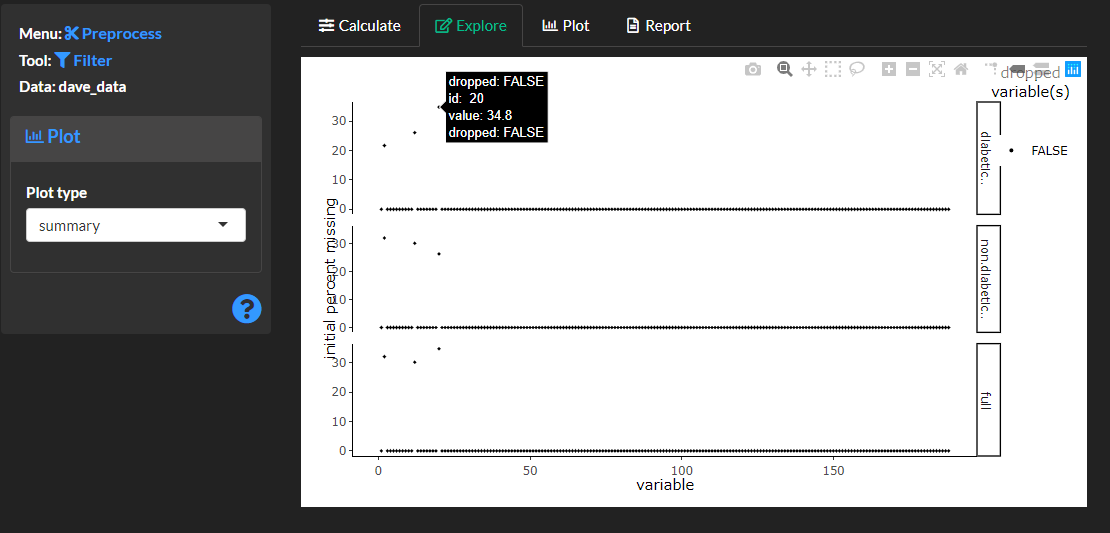 Menu: Preprocess
Tool: Filter
Data: dave_data
Plot
Plot type
summary
?
Calculate
Explore
Plot
Report
dropped
variable(s)
FALSE
dropped: FALSE
id: 20
value: 34.8
dropped: FALSE
initial percent missing
30
20
10
0
diabetic..
30
20
10
0
non.diabetic..
30
20
10
0
full
0
50
100
150
variable